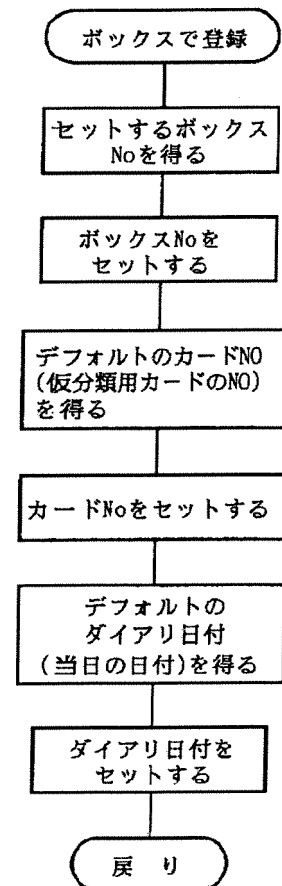 ボックスで登録
セットするボックス
Noを得る
ボックスNoを
セットする
デフォルトのカードNO
(仮分類用カードのNO)
を得る
カードNoをセットする
デフォルトの
ダイアリ日付
(当日の日付)を得る
ダイアリ日付を
セットする
戻 り